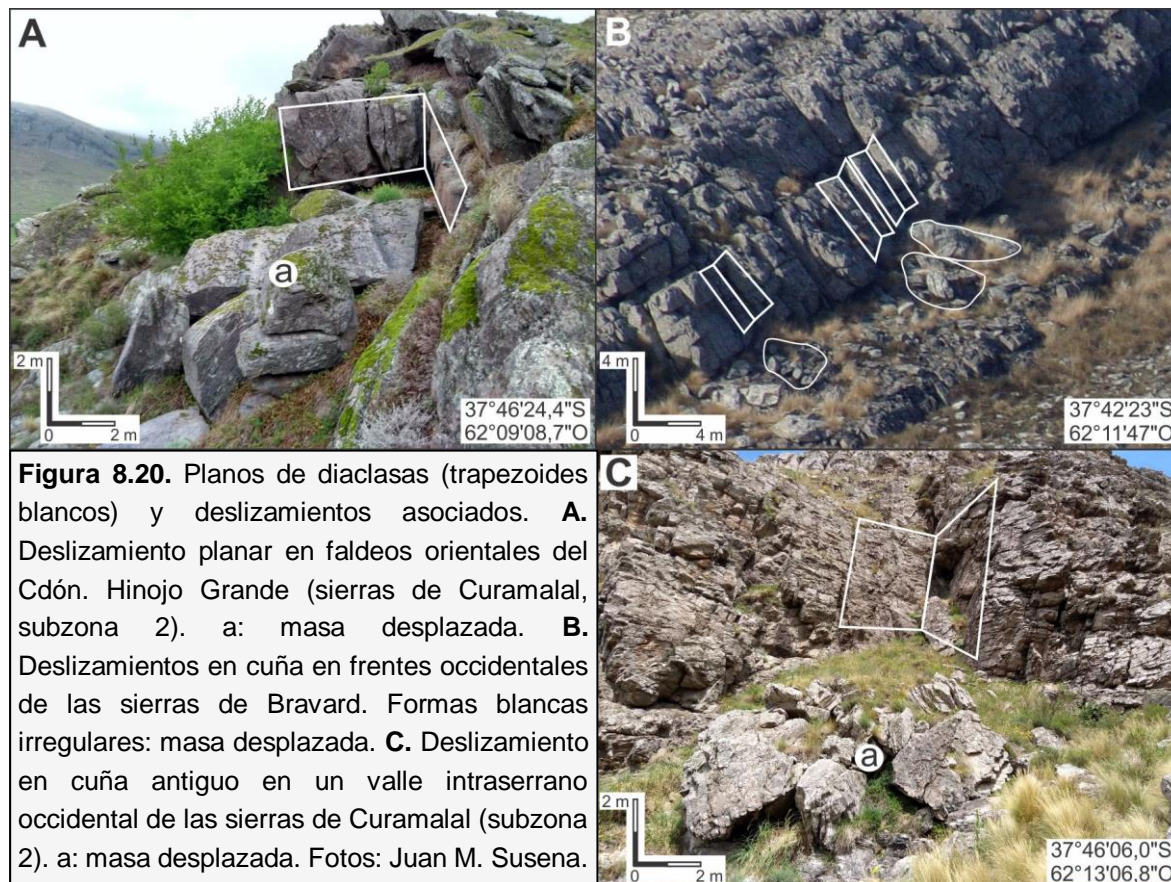 A
a
2 m
0
2 m
37°46'24,4"S
62°09'08,7"O
B
4 m
0
4 m
37°42'23"S
62°11'47"O
Figura 8.20. Planos de diaclasas (trapezoides
blancos) y deslizamientos asociados. A.
Deslizamiento planar en faldeos orientales del
Cdón. Hinojo Grande (sierras de Curamalal,
subzona 2). a: masa desplazada. B.
Deslizamientos en cuña en frentes occidentales
de las sierras de Bravard. Formas blancas
irregulares: masa desplazada. C. Deslizamiento
en cuña antiguo en un valle intraserrano
occidental de las sierras de Curamalal (subzona
2). a: masa desplazada. Fotos: Juan M. Susena.
C
a
2 m
0
2 m
37°46'06,0"S
62°13'06,8"O